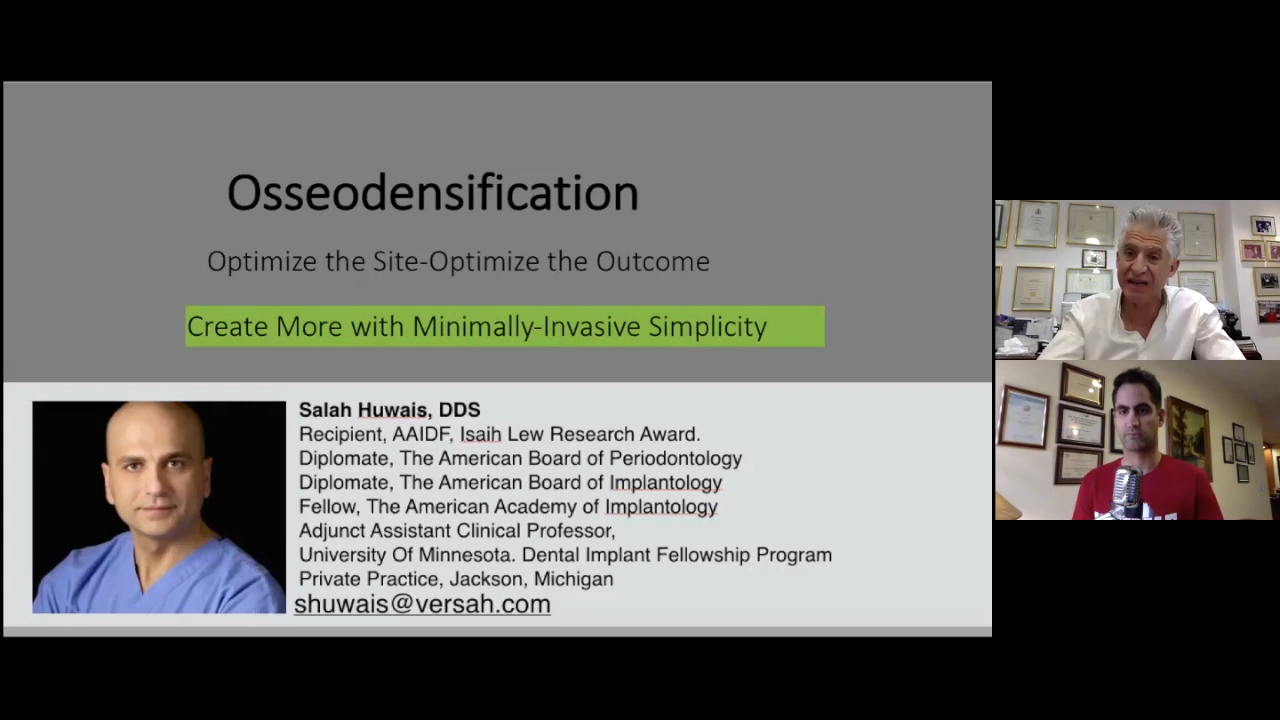 Osseodensification
Optimize the Site-Optimize the Outcome
Create More with Minimally-Invasive Simplicity
Salah Huwais, DDS
Recipient, AAIDF, Isaih Lew Research Award.
Diplomate, The American Board of Periodontology
Diplomate, The American Board of Implantology
Fellow, The American Academy of Implantology
Adjunct Assistant Clinical Professor,
University Of Minnesota. Dental Implant Fellowship Program
Private Practice, Jackson, Michigan
shuwais@versah.com